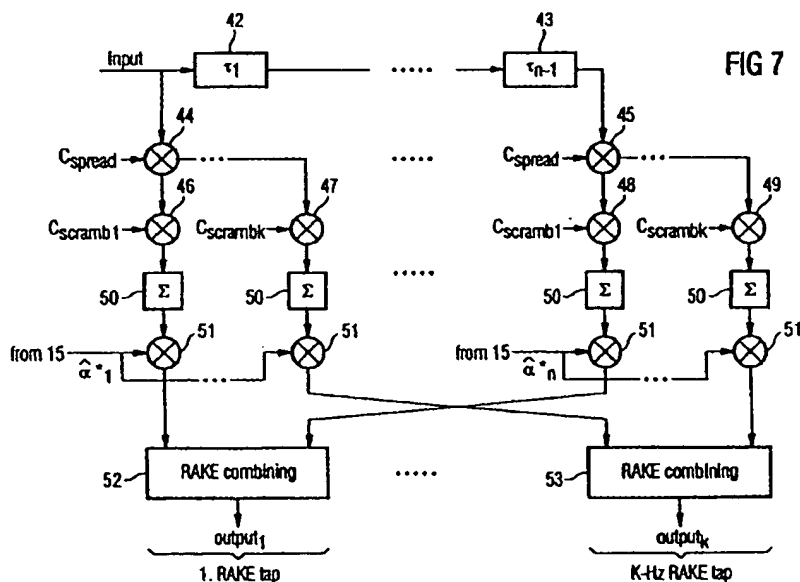 42
43
FIG 7
Input
τ1
.....
τn-1
44
45
Cspread
...
.....
Cspread
...
46
47
48
49
Cscramb1
Cscrambk
Cscramb1
Cscrambk
50
Σ
50
Σ
.....
50
Σ
50
Σ
51
51
51
51
from 15
α̂*1
...
from 15
α̂*n
...
52
RAKE combining
.....
53
RAKE combining
output1
outputk
1. RAKE tap
K-Hz RAKE tap